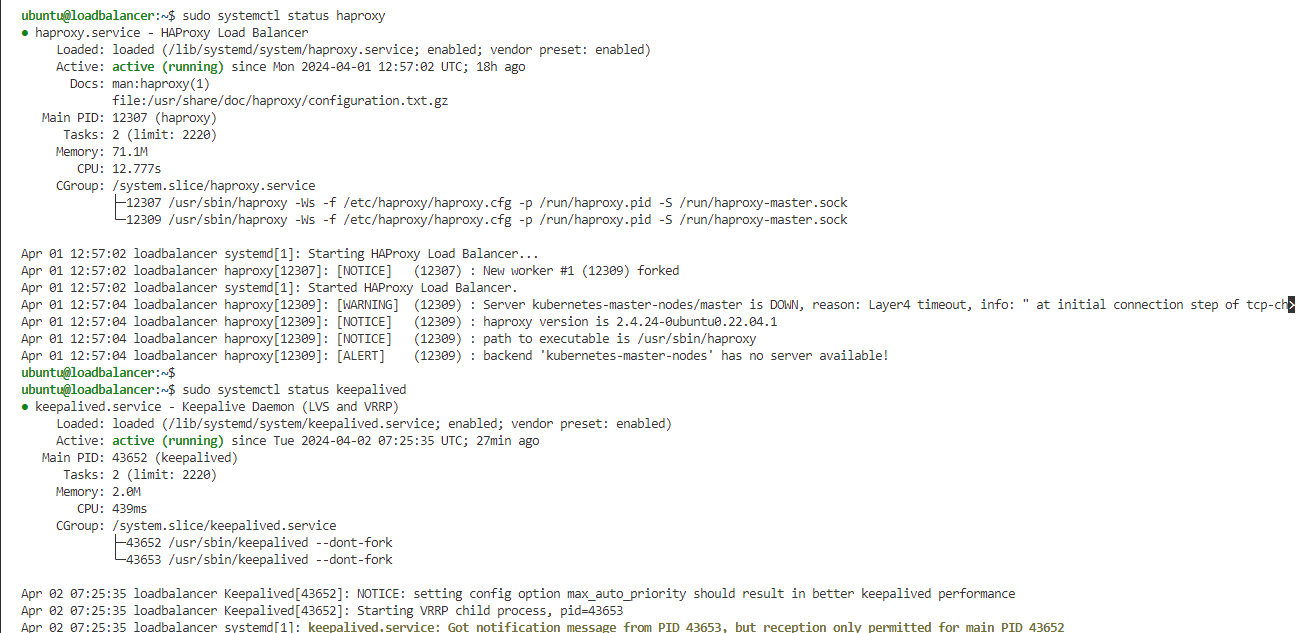 ubuntu@loadbalancer:~$ sudo systemctl status haproxy
● haproxy.service - HAProxy Load Balancer
     Loaded: loaded (/lib/systemd/system/haproxy.service; enabled; vendor preset: enabled)
     Active: active (running) since Mon 2024-04-01 12:57:02 UTC; 18h ago
       Docs: man:haproxy(1)
             file:/usr/share/doc/haproxy/configuration.txt.gz
   Main PID: 12307 (haproxy)
      Tasks: 2 (limit: 2220)
     Memory: 71.1M
        CPU: 12.777s
     CGroup: /system.slice/haproxy.service
             ├─12307 /usr/sbin/haproxy -Ws -f /etc/haproxy/haproxy.cfg -p /run/haproxy.pid -S /run/haproxy-master.sock
             └─12309 /usr/sbin/haproxy -Ws -f /etc/haproxy/haproxy.cfg -p /run/haproxy.pid -S /run/haproxy-master.sock

Apr 01 12:57:02 loadbalancer systemd[1]: Starting HAProxy Load Balancer...
Apr 01 12:57:02 loadbalancer haproxy[12307]: [NOTICE]   (12307) : New worker #1 (12309) forked
Apr 01 12:57:02 loadbalancer systemd[1]: Started HAProxy Load Balancer.
Apr 01 12:57:04 loadbalancer haproxy[12309]: [WARNING]  (12309) : Server kubernetes-master-nodes/master is DOWN, reason: Layer4 timeout, info: " at initial connection step of tcp-ch>
Apr 01 12:57:04 loadbalancer haproxy[12309]: [NOTICE]   (12309) : haproxy version is 2.4.24-0ubuntu0.22.04.1
Apr 01 12:57:04 loadbalancer haproxy[12309]: [NOTICE]   (12309) : path to executable is /usr/sbin/haproxy
Apr 01 12:57:04 loadbalancer haproxy[12309]: [ALERT]    (12309) : backend 'kubernetes-master-nodes' has no server available!
ubuntu@loadbalancer:~$
ubuntu@loadbalancer:~$ sudo systemctl status keepalived
● keepalived.service - Keepalive Daemon (LVS and VRRP)
     Loaded: loaded (/lib/systemd/system/keepalived.service; enabled; vendor preset: enabled)
     Active: active (running) since Tue 2024-04-02 07:25:35 UTC; 27min ago
   Main PID: 43652 (keepalived)
      Tasks: 2 (limit: 2220)
     Memory: 2.0M
        CPU: 439ms
     CGroup: /system.slice/keepalived.service
             ├─43652 /usr/sbin/keepalived --dont-fork
             └─43653 /usr/sbin/keepalived --dont-fork

Apr 02 07:25:35 loadbalancer Keepalived[43652]: NOTICE: setting config option max_auto_priority should result in better keepalived performance
Apr 02 07:25:35 loadbalancer Keepalived[43652]: Starting VRRP child process, pid=43653
Apr 02 07:25:35 loadbalancer systemd[1]: keepalived.service: Got notification message from PID 43653, but reception only permitted for main PID 43652